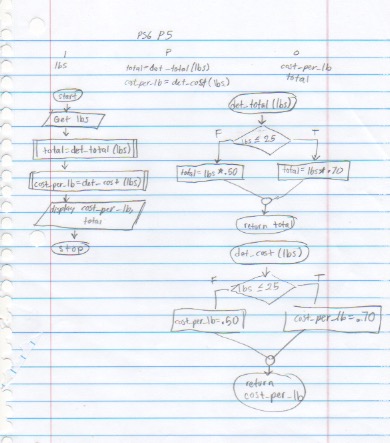 PS6 P5
I P O
lbs total=det_total(lbs) cost_per_lb
cost_per_lb=det_cost(lbs) total
start
Get lbs
total=det_total(lbs)
cost_per_lb=det_cost(lbs)
display cost_per_lb
total
stop
det_total(lbs)
F T
lbs ≤ 25
total=lbs*.50 total=lbs*.70
return total
det_cost(lbs)
F T
lbs ≤ 25
cost_per_lb=.50 cost_per_lb=.70
return
cost_per_lb